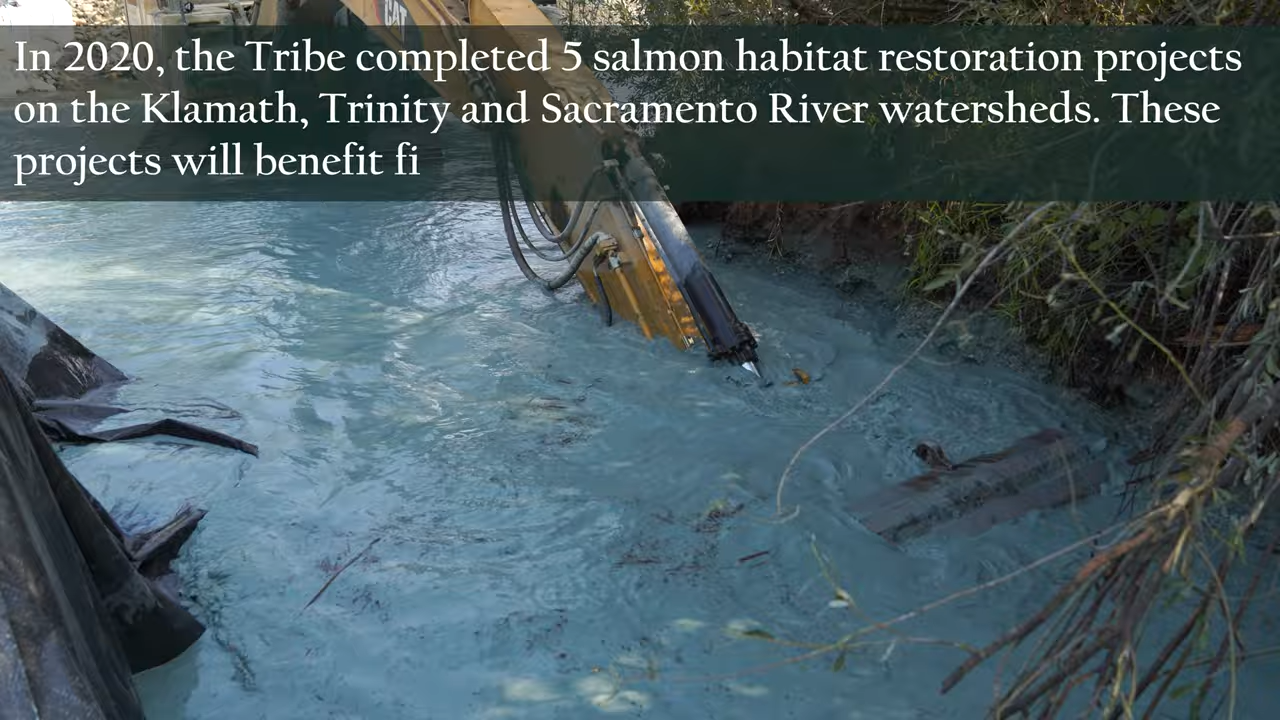 CAT
In 2020, the Tribe completed 5 salmon habitat restoration projects
on the Klamath, Trinity and Sacramento River watersheds. These
projects will benefit fi